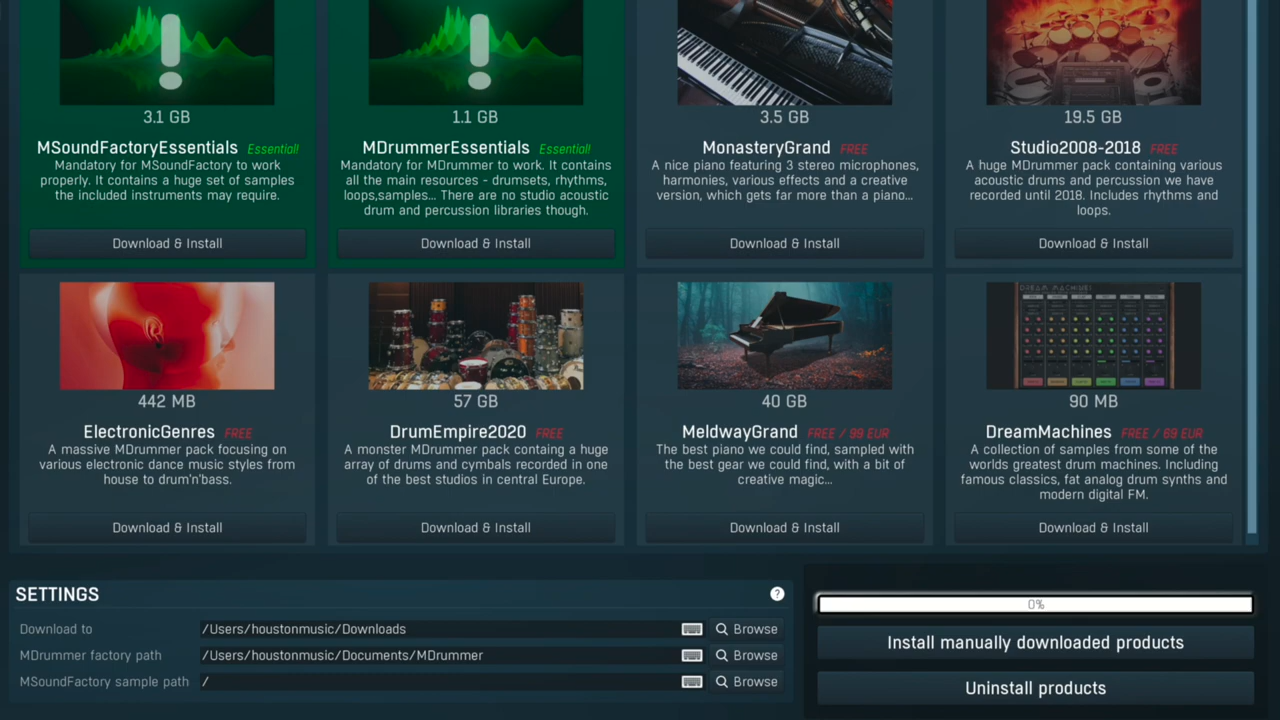 3.1 GB
MSoundFactoryEssentials Essential!
Mandatory for MSoundFactory to work
properly. It contains a huge set of samples
the included instruments may require.
Download & Install
1.1 GB
MDrummerEssentials Essential!
Mandatory for MDrummer to work. It contains
all the main resources - drumsets, rhythms,
loops,samples... There are no studio acoustic
drum and percussion libraries though.
Download & Install
3.5 GB
MonasteryGrand FREE
A nice piano featuring 3 stereo microphones,
harmonies, various effects and a creative
version, which gets far more than a piano...
Download & Install
19.5 GB
Studio2008-2018 FREE
A huge MDrummer pack containing various
acoustic drums and percussion we have
recorded until 2018. Includes rhythms and
loops.
Download & Install
442 MB
ElectronicGenres FREE
A massive MDrummer pack focusing on
various electronic dance music styles from
house to drum'n'bass.
Download & Install
57 GB
DrumEmpire2020 FREE
A monster MDrummer pack containg a huge
array of drums and cymbals recorded in one
of the best studios in central Europe.
Download & Install
40 GB
MeldwayGrand FREE / 99 EUR
The best piano we could find, sampled with
the best gear we could find, with a bit of
creative magic...
Download & Install
DREAM MACHINES
90 MB
DreamMachines FREE / 69 EUR
A collection of samples from some of the
worlds greatest drum machines. Including
famous classics, fat analog drum synths and
modern digital FM.
Download & Install
SETTINGS
?
Download to /Users/houstonmusic/Downloads Browse
MDrummer factory path /Users/houstonmusic/Documents/MDrummer Browse
MSoundFactory sample path / Browse
0%
Install manually downloaded products
Uninstall products